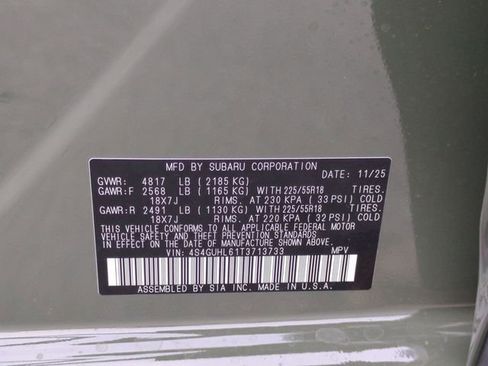 MFD BY SUBARU CORPORATION
GVWR: 4817 LB ( 2185 KG) DATE: 11/25
GAWR:F 2568 LB ( 1165 KG) WITH 225/55R18 TIRES.
18X7J RIMS. AT 230 KPA ( 33 PSI) COLD.
GAWR:R 2491 LB ( 1130 KG) WITH 225/55R18 TIRES.
18X7J RIMS. AT 220 KPA ( 32 PSI) COLD.
THIS VEHICLE CONFORMS TO ALL APPLICABLE FEDERAL MOTOR
VEHICLE SAFETY AND THEFT PREVENTION STANDARDS
IN EFFECT ON THE DATE OF MANUFACTURE SHOWN ABOVE.
VIN: 4S4GUHL61T3713733 MPV
ASSEMBLED BY SIA INC. MADE IN U.S.A.